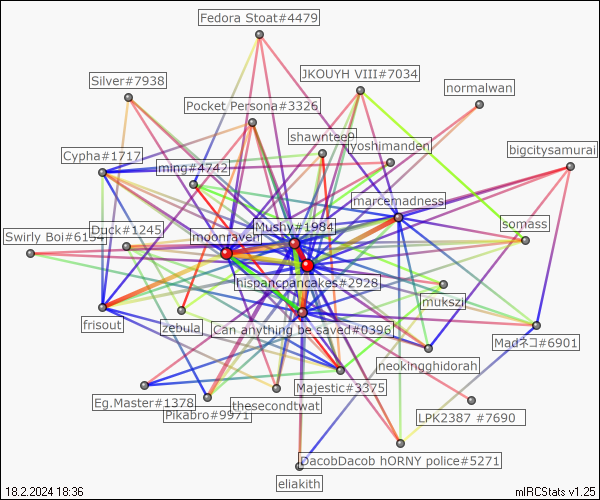 Fedora Stoat#4479
JKOUYH VIII#7034
Silver#7938
normalwan
Pocket Persona#3326
shawntee0
yoshimanden
bigcitysamurai
Cypha#1717
ming#4742
marcemadness
Mushy#1984
somass
Duck#1245
moonraven
Swirly Boi#6154
hispancpancakes#2928
mukszi
frisout
zebula
Can anything be saved#0396
Madネコ#6901
neokingghidorah
Majestic#3375
Eg.Master#1378
thesecondtwat
Pikabro#9971
LPK2387 #7690
DacobDacob hORNY police#5271
eliakith
18.2.2024 18:36
mIRCStats v1.25